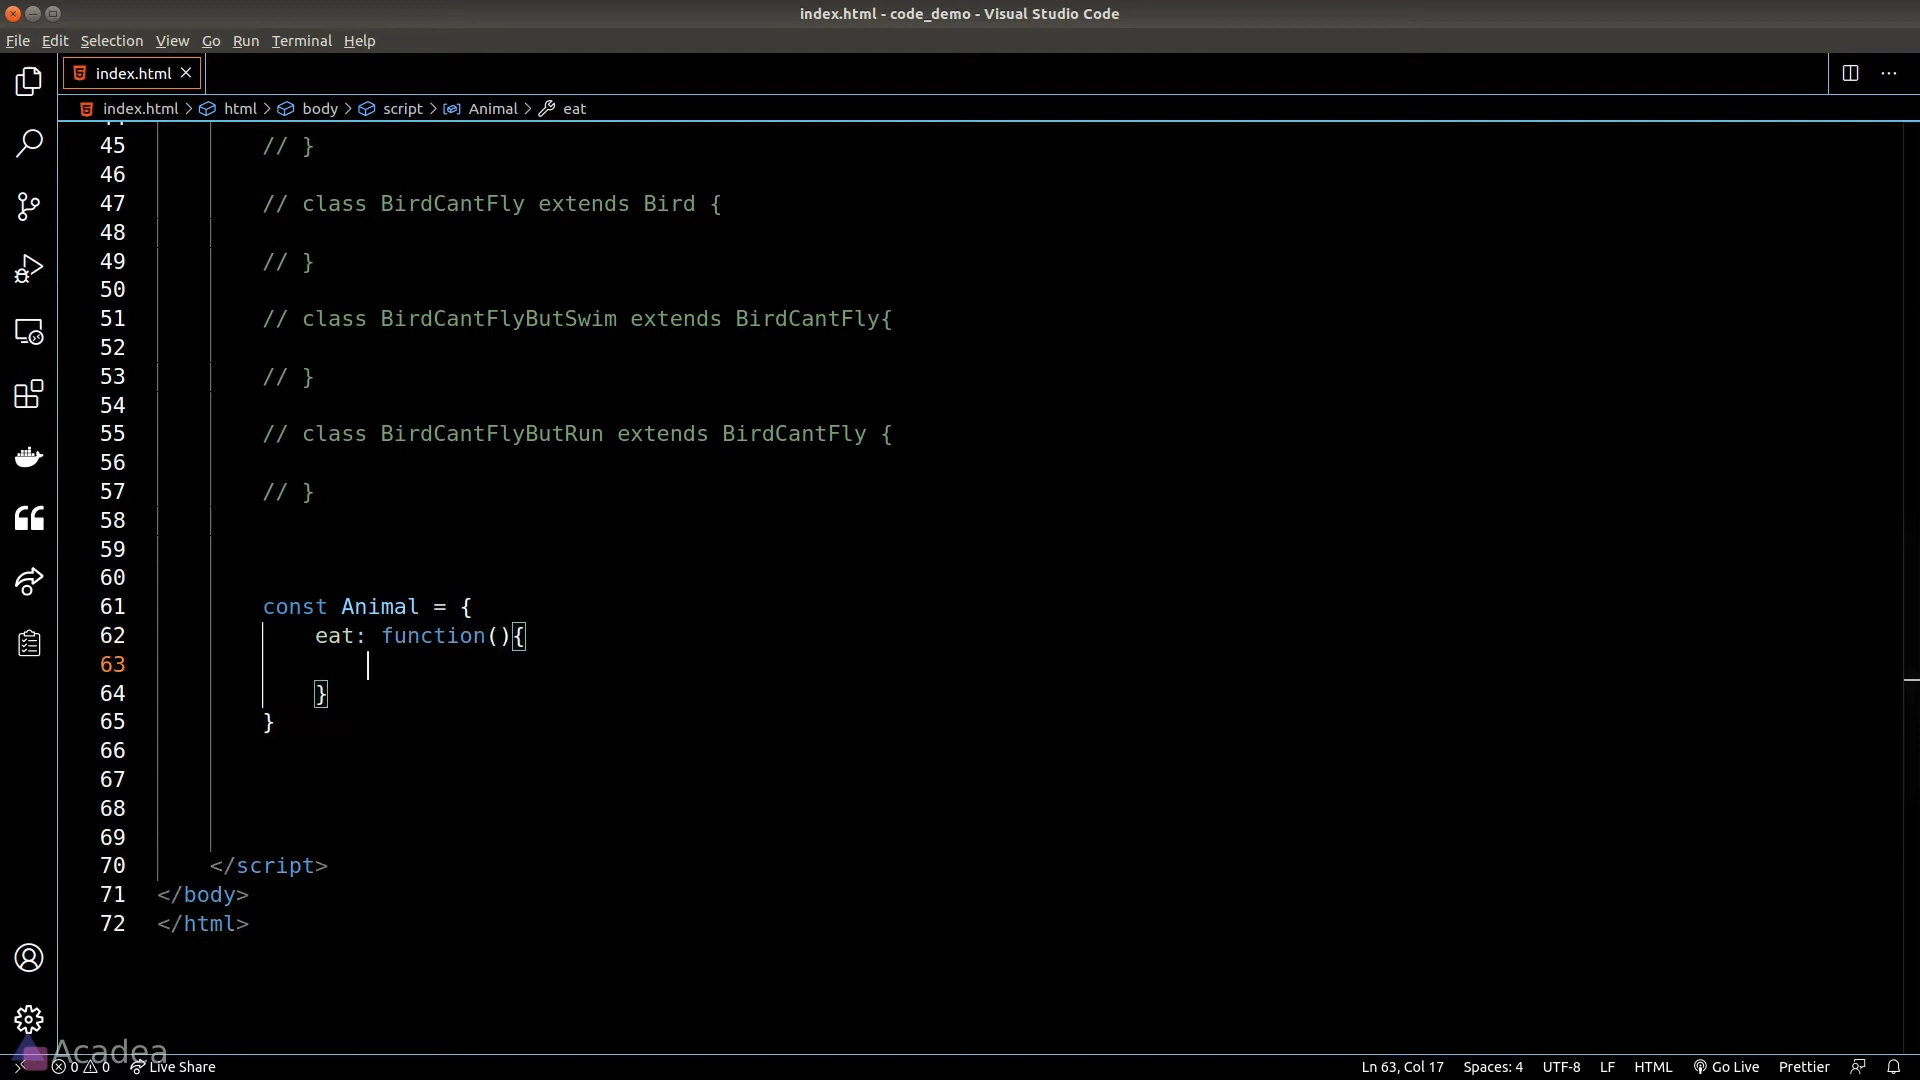 index.html - code_demo - Visual Studio Code
File Edit Selection View Go Run Terminal Help
index.html
index.html > html > body > script > Animal > eat
45 // }
46
47 // class BirdCantFly extends Bird {
48
49 // }
50
51 // class BirdCantFlyButSwim extends BirdCantFly{
52
53 // }
54
55 // class BirdCantFlyButRun extends BirdCantFly {
56
57 // }
58
59
60
61 const Animal = {
62 eat: function(){
63
64 }
65 }
66
67
68
69
70 </script>
71 </body>
72 </html>
Acadea
0 0 Live Share Ln 63, Col 17 Spaces: 4 UTF-8 LF HTML Go Live Prettier